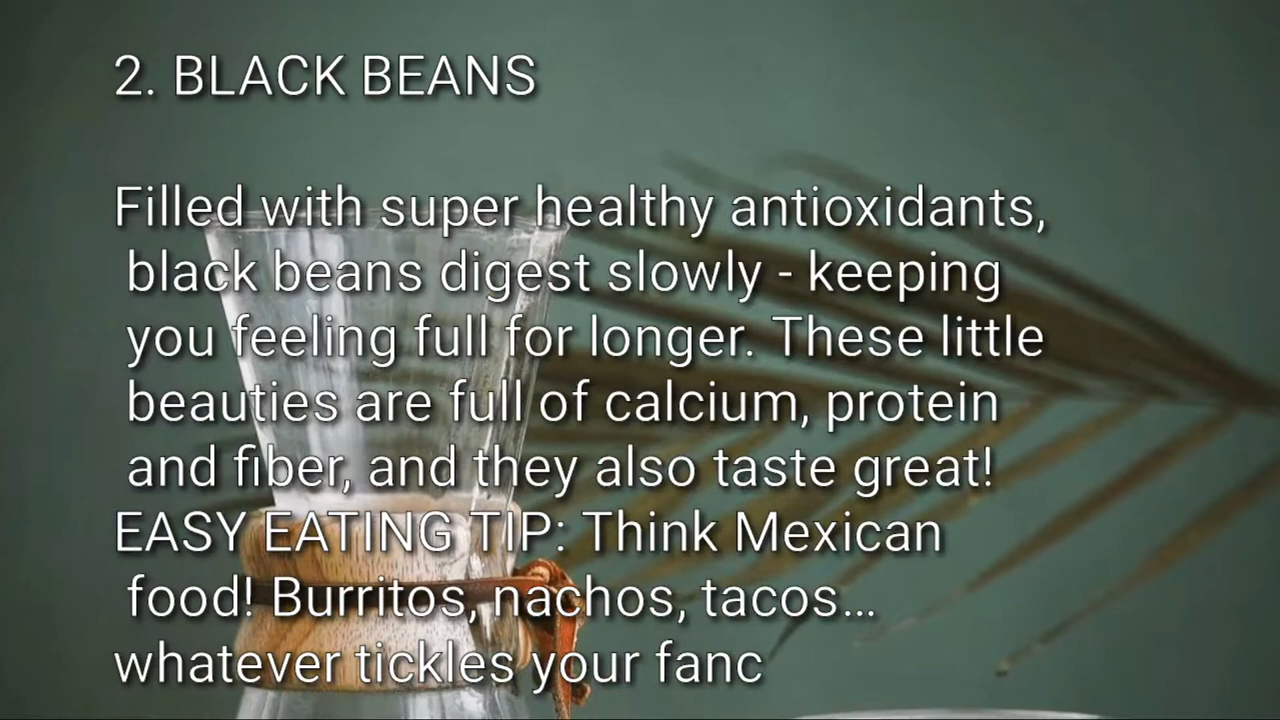 2. BLACK BEANS
Filled with super healthy antioxidants,
black beans digest slowly - keeping
you feeling full for longer. These little
beauties are full of calcium, protein
and fiber, and they also taste great!
EASY EATING TIP: Think Mexican
food! Burritos, nachos, tacos...
whatever tickles your fanc